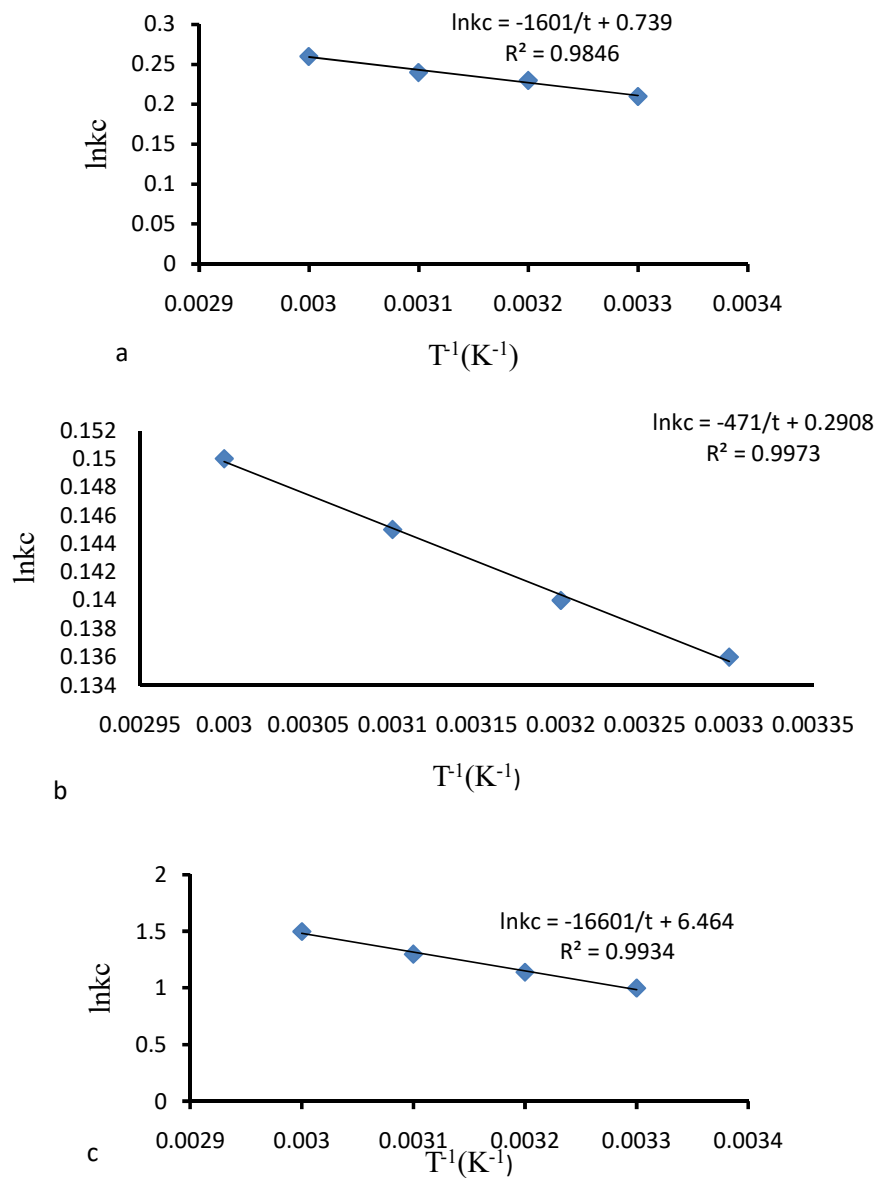 lnkc = -1601/t + 0.739
R² = 0.9846
0.3
0.25
0.2
0.15
0.1
0.05
0
lnkc
0.0029 0.003 0.0031 0.0032 0.0033 0.0034
T⁻¹(K⁻¹)
a
lnkc = -471/t + 0.2908
R² = 0.9973
0.152
0.15
0.148
0.146
0.144
0.142
0.14
0.138
0.136
0.134
lnkc
0.00295 0.003 0.00305 0.0031 0.00315 0.0032 0.00325 0.0033 0.00335
T⁻¹(K⁻¹)
b
2
1.5
1
0.5
0
lnkc
lnkc = -16601/t + 6.464
R² = 0.9934
0.0029 0.003 0.0031 0.0032 0.0033 0.0034
T⁻¹(K⁻¹)
c